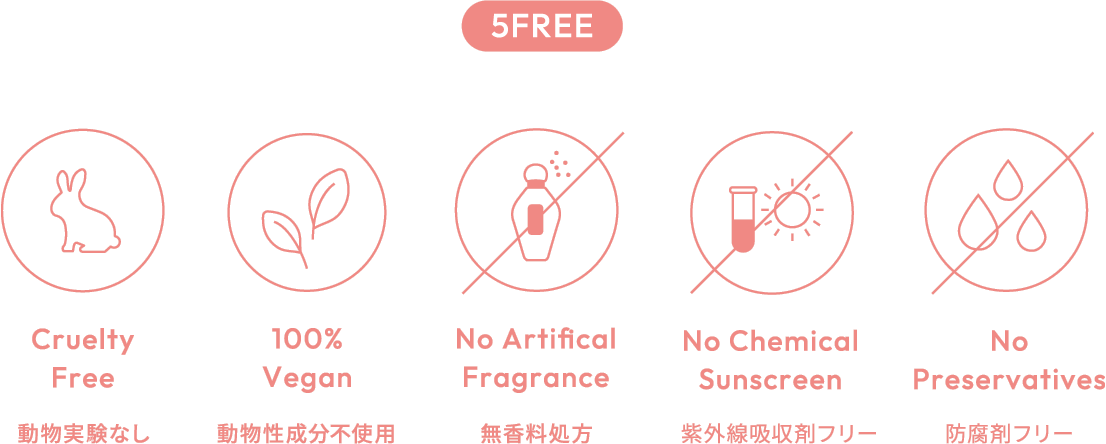 5FREE
Cruelty
Free
動物実験なし
100%
Vegan
動物性成分不使用
No Artifical
Fragrance
無香料処方
No Chemical
Sunscreen
紫外線吸収剤フリー
No
Preservatives
防腐剤フリー